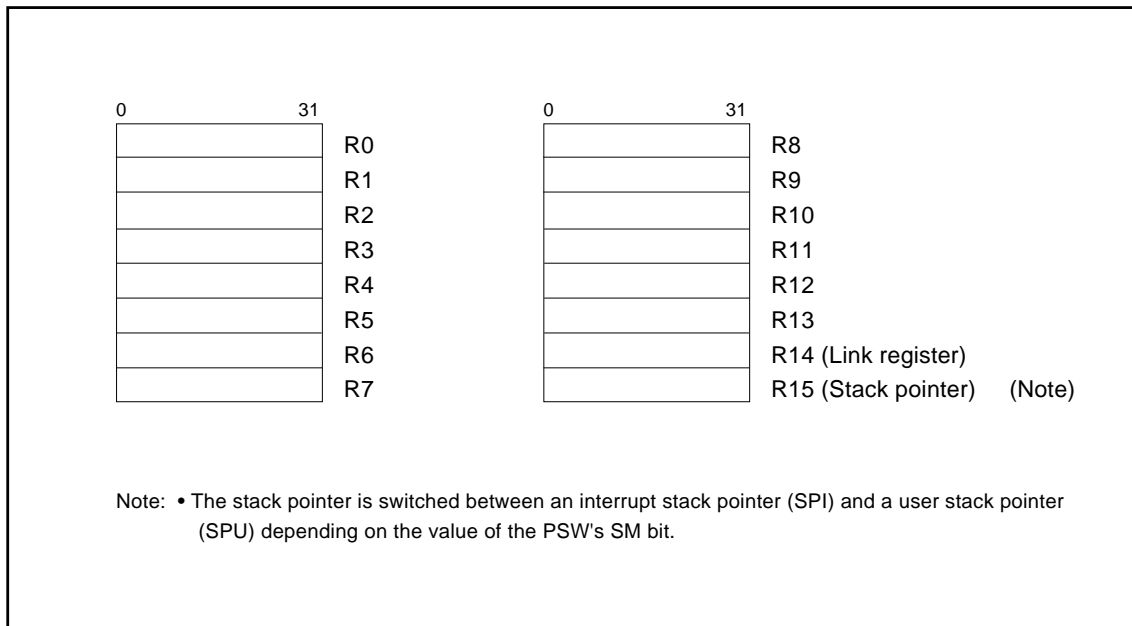 0 31
R0
R1
R2
R3
R4
R5
R6
R7
0 31
R8
R9
R10
R11
R12
R13
R14 (Link register)
R15 (Stack pointer) (Note)
Note: • The stack pointer is switched between an interrupt stack pointer (SPI) and a user stack pointer
(SPU) depending on the value of the PSW's SM bit.